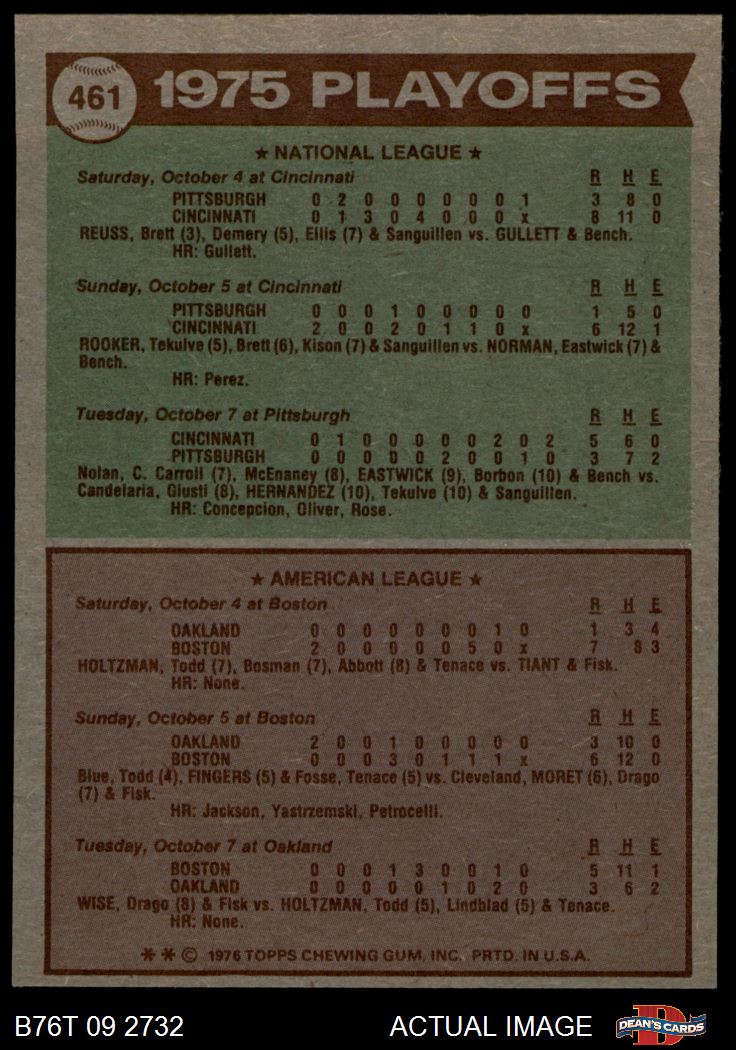 461 1975 PLAYOFFS
★ NATIONAL LEAGUE ★
Saturday, October 4 at Cincinnati R H E
PITTSBURGH 0 2 0 0 0 0 0 0 1 3 8 0
CINCINNATI 0 1 3 0 4 0 0 0 x 8 11 0
REUSS, Brett (3), Demery (5), Ellis (7) & Sanguillen vs. GULLETT & Bench.
HR: Gullett.
Sunday, October 5 at Cincinnati R H E
PITTSBURGH 0 0 0 1 0 0 0 0 0 1 5 0
CINCINNATI 2 0 0 2 0 1 1 0 x 6 12 1
ROOKER, Tekulve (5), Brett (6), Kison (7) & Sanguillen vs. NORMAN, Eastwick (7) &
Bench.
HR: Perez.
Tuesday, October 7 at Pittsburgh R H E
CINCINNATI 0 1 0 0 0 0 0 2 0 2 5 6 0
PITTSBURGH 0 0 0 0 0 2 0 0 1 0 3 7 2
Nolan, C. Carroll (7), McEnaney (8), EASTWICK (9), Borbon (10) & Bench vs.
Candelaria, Giusti (8), HERNANDEZ (10), Tekulve (10) & Sanguillen.
HR: Concepcion, Oliver, Rose.
★ AMERICAN LEAGUE ★
Saturday, October 4 at Boston R H E
OAKLAND 0 0 0 0 0 0 0 1 0 1 3 4
BOSTON 2 0 0 0 0 0 5 0 x 7 8 3
HOLTZMAN, Todd (7), Bosman (7), Abbott (8) & Tenace vs. TIANT & Fisk.
HR: None.
Sunday, October 5 at Boston R H E
OAKLAND 2 0 0 1 0 0 0 0 0 3 10 0
BOSTON 0 0 0 3 0 1 1 1 x 6 12 0
Blue, Todd (4), FINGERS (5) & Fosse, Tenace (5) vs. Cleveland, MORET (6), Drago
(7) & Fisk.
HR: Jackson, Yastrzemski, Petrocelli.
Tuesday, October 7 at Oakland R H E
BOSTON 0 0 0 1 3 0 0 1 0 5 11 1
OAKLAND 0 0 0 0 0 1 0 2 0 3 6 2
WISE, Drago (8) & Fisk vs. HOLTZMAN, Todd (5), Lindblad (5) & Tenace.
HR: None.
✻ ✻ © 1976 TOPPS CHEWING GUM, INC. PRTD. IN U.S.A.
B76T 09 2732 ACTUAL IMAGE DEAN'S CARDS